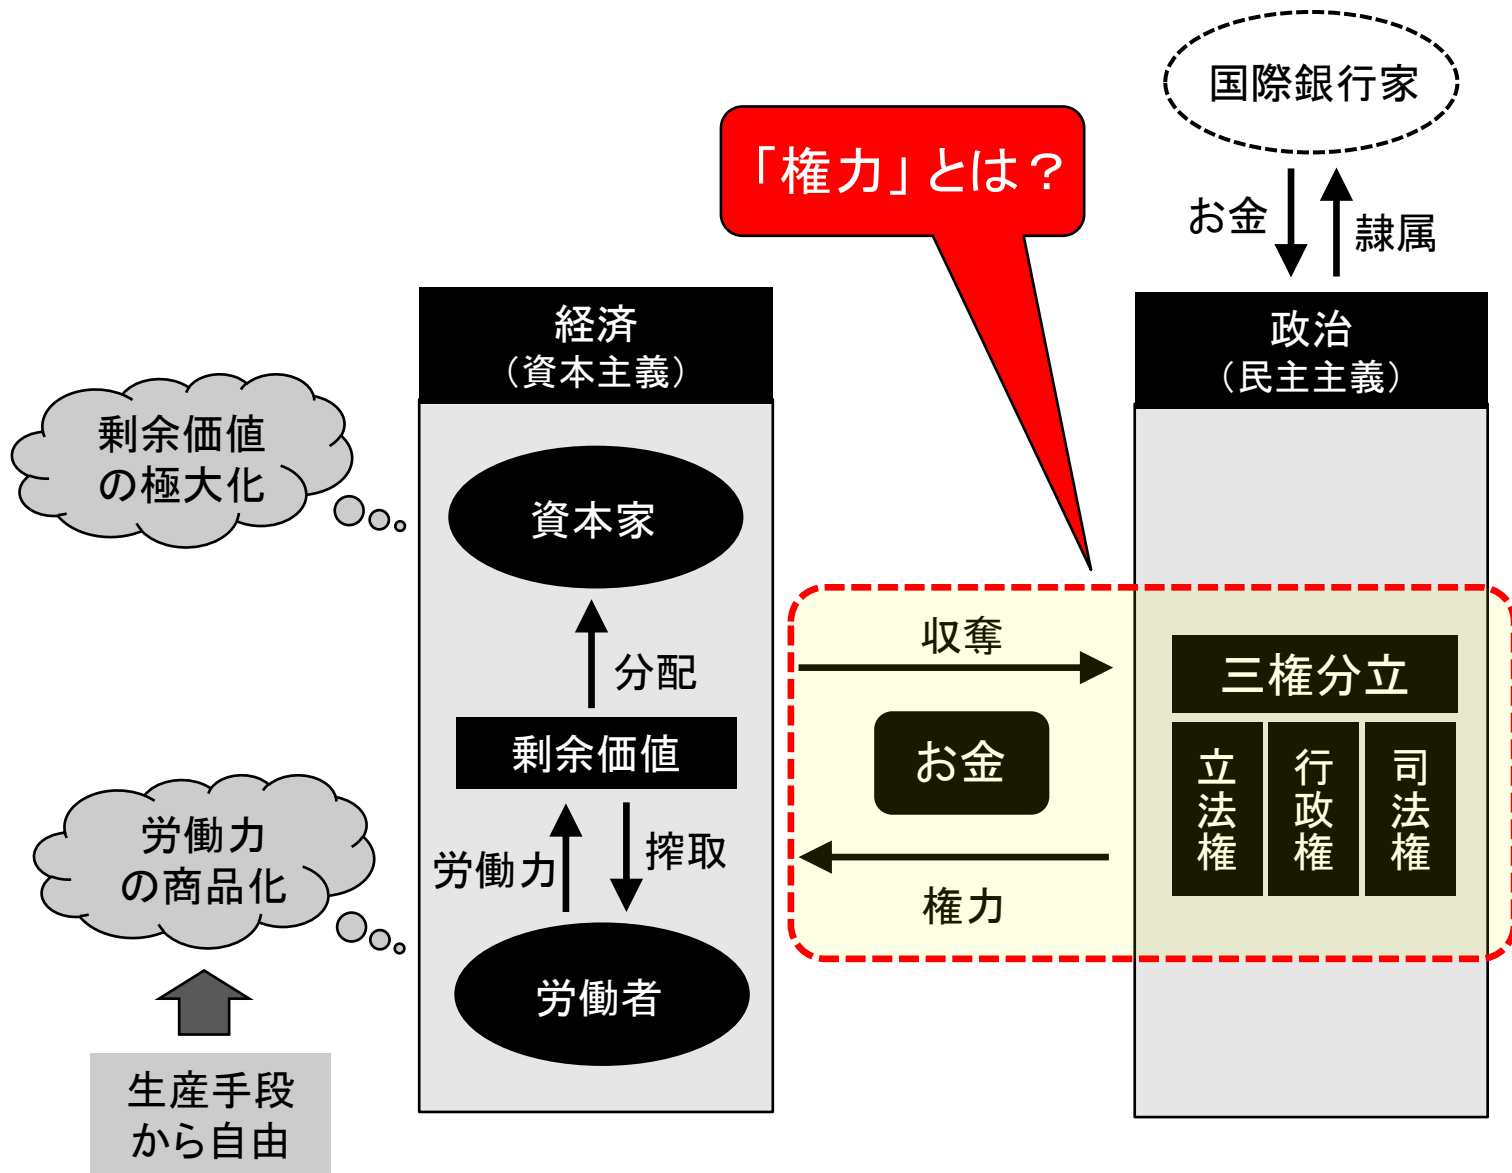 国際銀行家
「権力」とは？
お金
隷属
経済
（資本主義）
政治
（民主主義）
剰余価値
の極大化
資本家
分配
剰余価値
労働力
搾取
労働者
労働力
の商品化
生産手段
から自由
収奪
お金
権力
三権分立
立法権
行政権
司法権